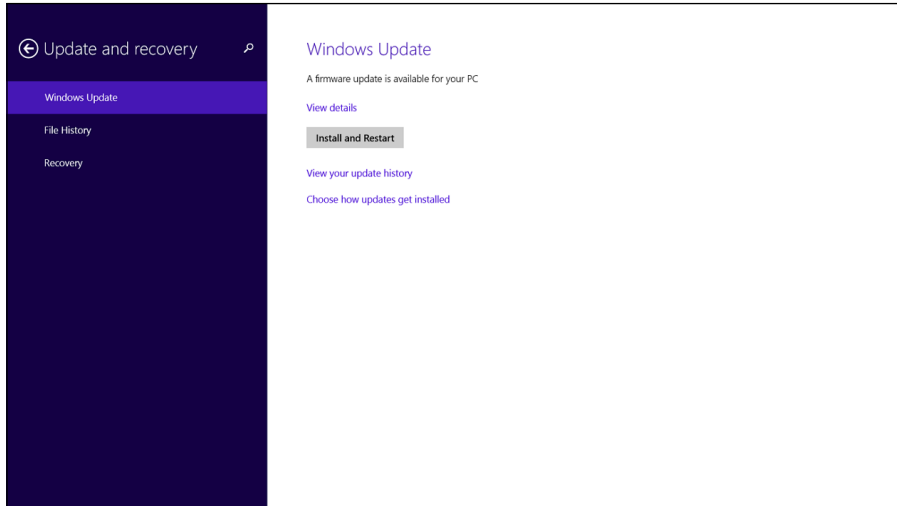 Update and recovery
Windows Update
File History
Recovery
Windows Update
A firmware update is available for your PC
View details
Install and Restart
View your update history
Choose how updates get installed